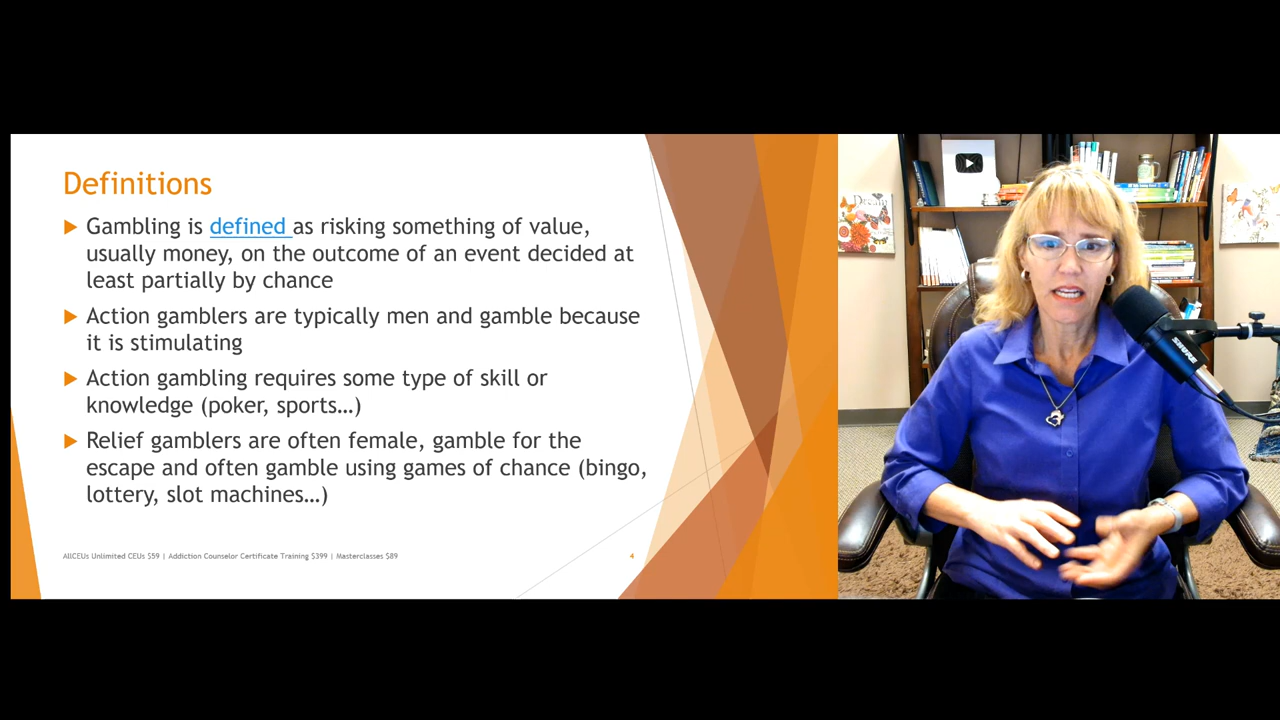 Definitions
Gambling is defined as risking something of value,
usually money, on the outcome of an event decided at
least partially by chance
Action gamblers are typically men and gamble because
it is stimulating
Action gambling requires some type of skill or
knowledge (poker, sports…)
Relief gamblers are often female, gamble for the
escape and often gamble using games of chance (bingo,
lottery, slot machines…)
AllCEUs Unlimited CEUs $59 | Addiction Counselor Certificate Training $399 | Masterclasses $89
4
SHURE